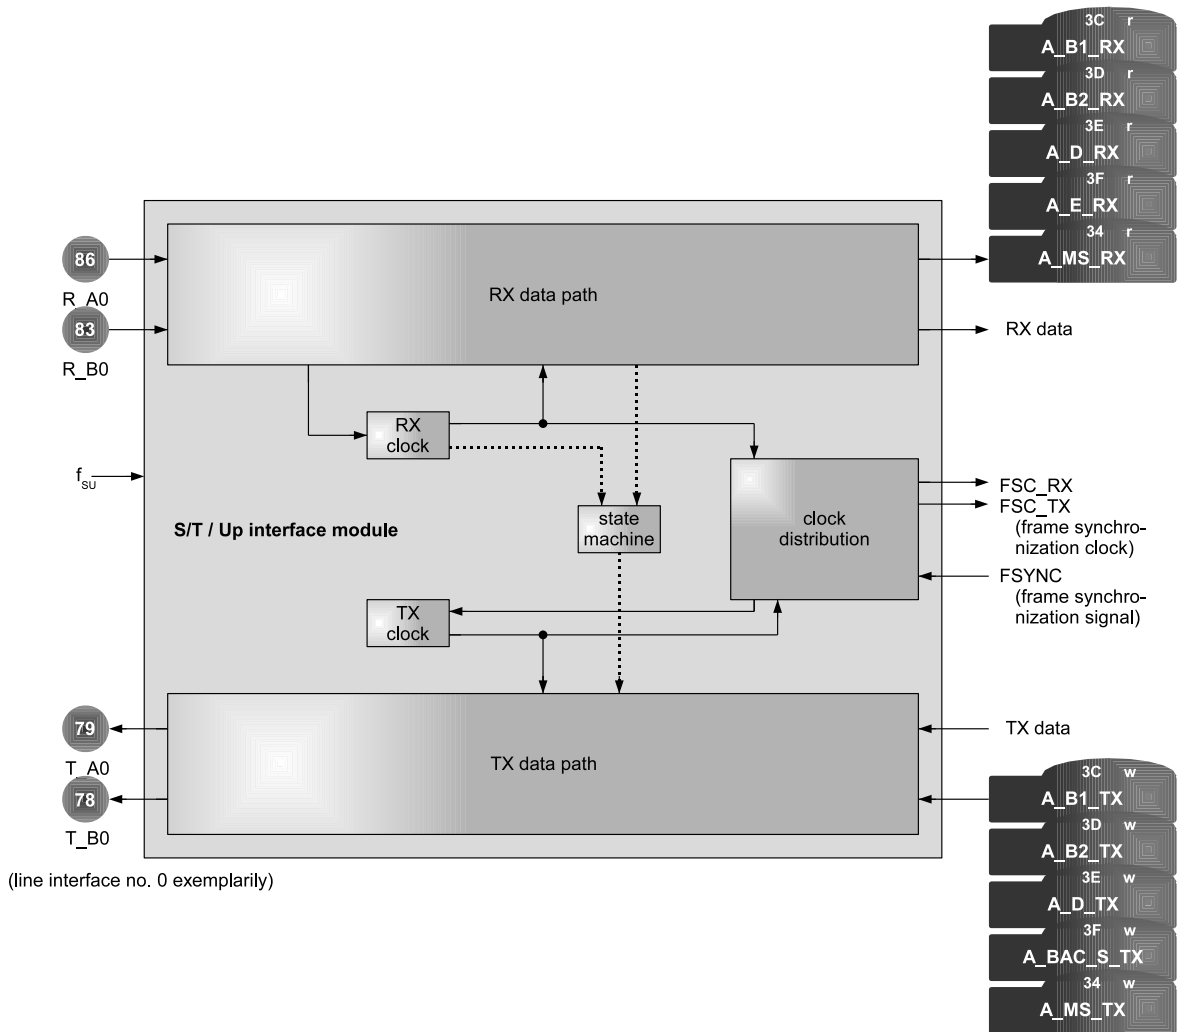 3C r
A_B1_RX
3D r
A_B2_RX
3E r
A_D_RX
3F r
A_E_RX
34 r
A_MS_RX
86
R_A0
83
R_B0
RX data path
RX data
RX
clock
f_SU
S/T / Up interface module
state
machine
clock
distribution
FSC_RX
FSC_TX
(frame synchro-
nization clock)
FSYNC
(frame synchro-
nization signal)
TX
clock
79
T_A0
78
T_B0
TX data path
TX data
3C w
A_B1_TX
3D w
A_B2_TX
3E w
A_D_TX
3F w
A_BAC_S_TX
34 w
A_MS_TX
(line interface no. 0 exemplarily)